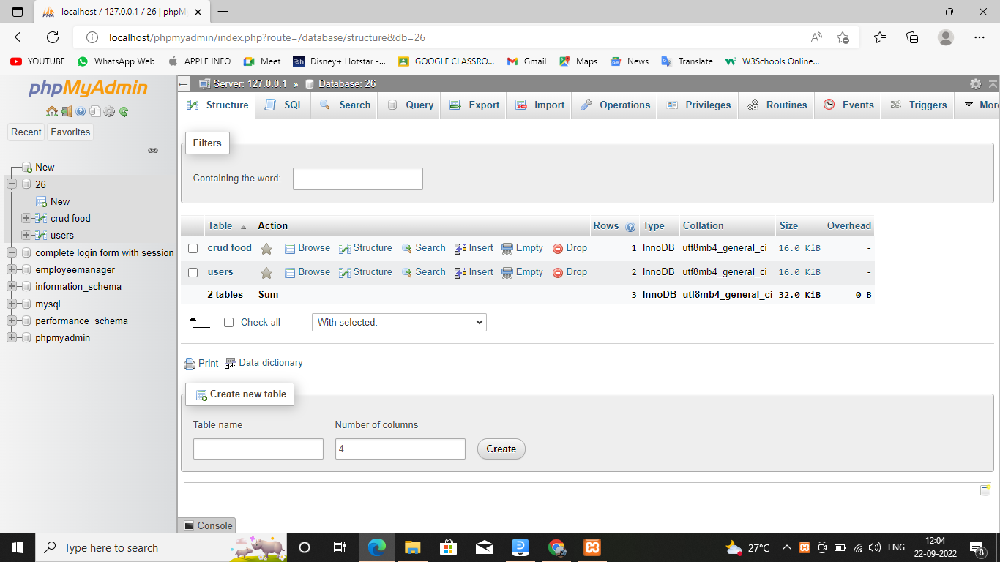 localhost / 127.0.0.1 / 26 | phpMy
localhost/phpmyadmin/index.php?route=/database/structure&db=26
YOUTUBE WhatsApp Web APPLE INFO Meet Disney+ Hotstar -... GOOGLE CLASSRO... Gmail Maps News Translate W3Schools Online...
phpMyAdmin
Recent Favorites
New
26
New
crud food
users
complete login form with session
employeemanager
information_schema
mysql
performance_schema
phpmyadmin
Server: 127.0.0.1 » Database: 26
Structure SQL Search Query Export Import Operations Privileges Routines Events Triggers More
Filters
Containing the word:
Table Action Rows Type Collation Size Overhead
crud food Browse Structure Search Insert Empty Drop 1 InnoDB utf8mb4_general_ci 16.0 KiB -
users Browse Structure Search Insert Empty Drop 2 InnoDB utf8mb4_general_ci 16.0 KiB -
2 tables Sum 3 InnoDB utf8mb4_general_ci 32.0 KiB 0 B
Check all With selected:
Print Data dictionary
Create new table
Table name Number of columns
4 Create
Console
Type here to search 27°C ENG 12:04
22-09-2022 8